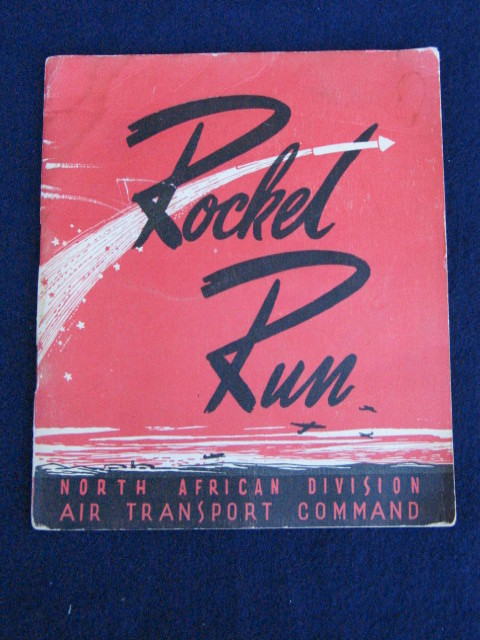 Rocket
Run
NORTH AFRICAN DIVISION
AIR TRANSPORT COMMAND